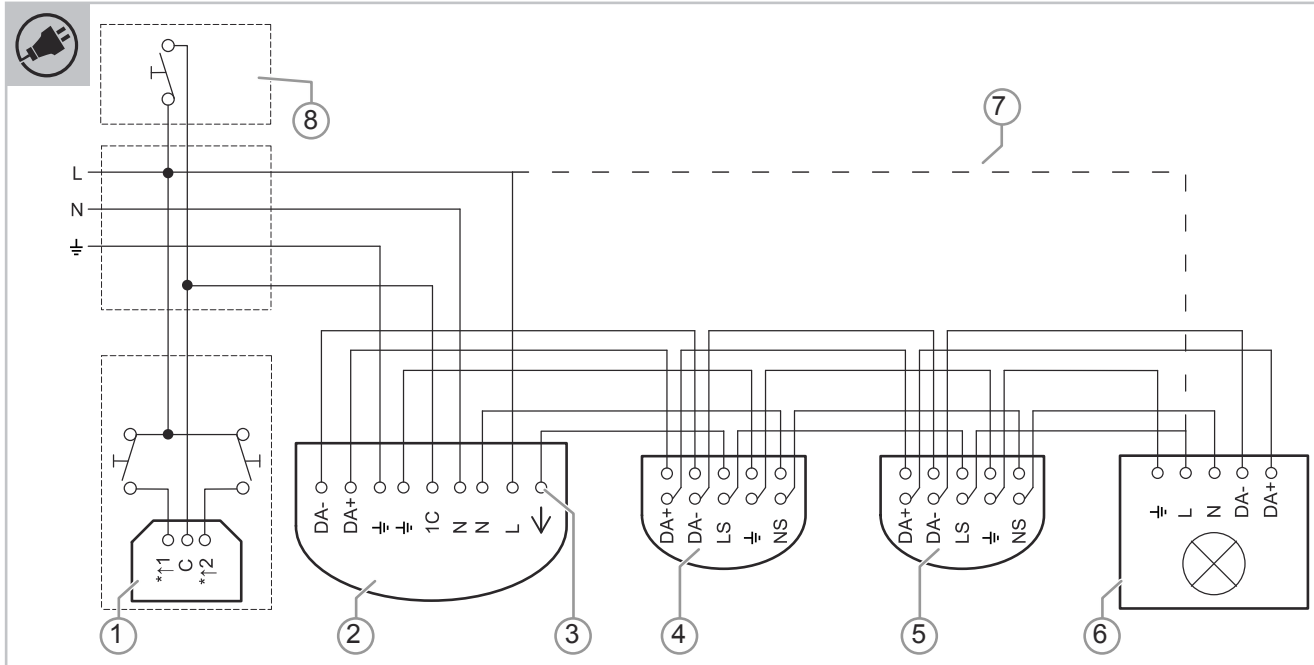 8
7
L
N
⏚
DA-
DA+
⏚
⏚
1C
N
N
L
↓
DA+
DA-
LS
⏚
NS
DA+
DA-
LS
⏚
NS
⏚
L
N
DA-
DA+
*↑1
C
*↑2
1
2
3
4
5
6